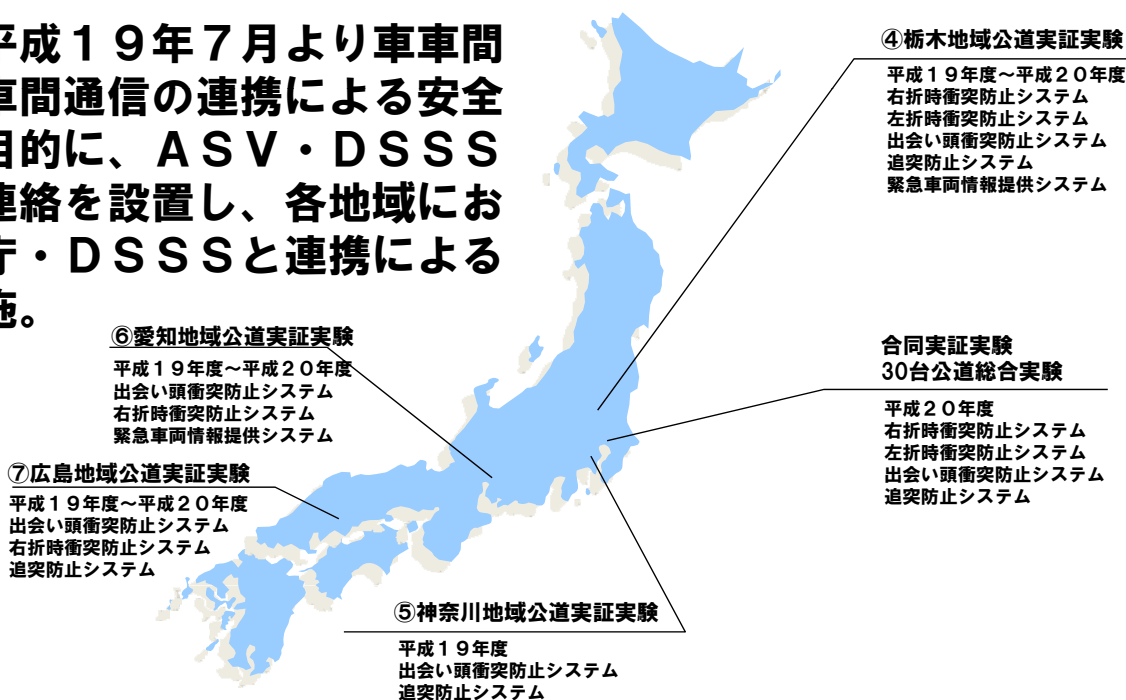 平成１９年７月より車車間
車間通信の連携による安全
目的に、ＡＳＶ・ＤＳＳＳ
連絡を設置し、各地域にお
庁・ＤＳＳＳと連携による
施。
④栃木地域公道実証実験
平成１９年度～平成２０年度
右折時衝突防止システム
左折時衝突防止システム
出会い頭衝突防止システム
追突防止システム
緊急車両情報提供システム
⑥愛知地域公道実証実験
平成１９年度～平成２０年度
出会い頭衝突防止システム
右折時衝突防止システム
緊急車両情報提供システム
合同実証実験
30台公道総合実験
平成２０年度
右折時衝突防止システム
左折時衝突防止システム
出会い頭衝突防止システム
追突防止システム
⑦広島地域公道実証実験
平成１９年度～平成２０年度
出会い頭衝突防止システム
右折時衝突防止システム
追突防止システム
⑤神奈川地域公道実証実験
平成１９年度
出会い頭衝突防止システム
追突防止システム